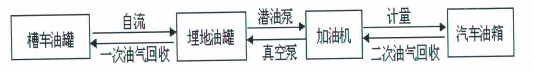 自流 潜油泵 计量
槽车油罐 埋地油罐 加油机 汽车油箱
一次油气回收 真空泵 二次油气回收